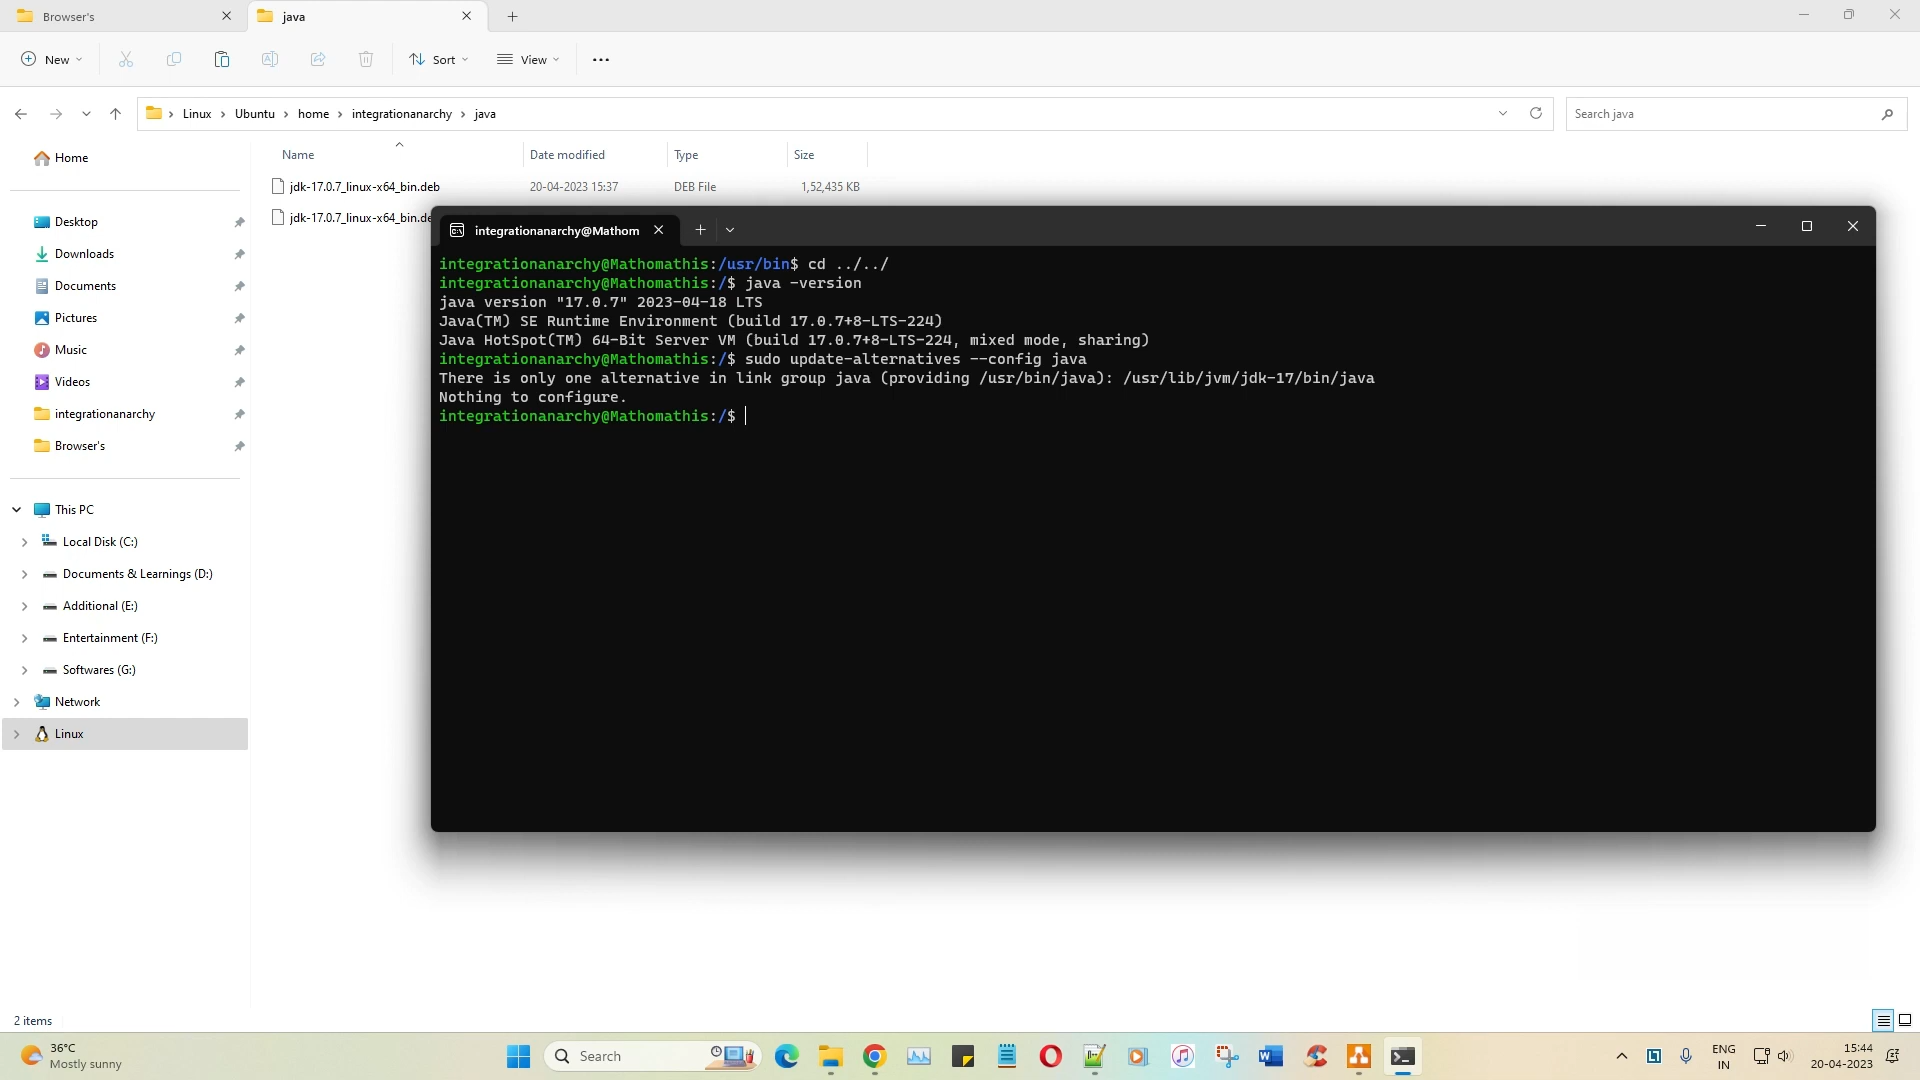 Browser's
java
New
Sort
View
Linux
Ubuntu
home
integrationanarchy
java
Search java
Name
Date modified
Type
Size
jdk-17.0.7_linux-x64_bin.deb
20-04-2023 15:37
DEB File
1,52,435 KB
jdk-17.0.7_linux-x64_bin.de
Home
Desktop
Downloads
Documents
Pictures
Music
Videos
integrationanarchy
Browser's
This PC
Local Disk (C:)
Documents & Learnings (D:)
Additional (E:)
Entertainment (F:)
Softwares (G:)
Network
Linux
integrationanarchy@Mathom
integrationanarchy@Mathomathis:/usr/bin$ cd ../../
integrationanarchy@Mathomathis:/$ java -version
java version "17.0.7" 2023-04-18 LTS
Java(TM) SE Runtime Environment (build 17.0.7+8-LTS-224)
Java HotSpot(TM) 64-Bit Server VM (build 17.0.7+8-LTS-224, mixed mode, sharing)
integrationanarchy@Mathomathis:/$ sudo update-alternatives --config java
There is only one alternative in link group java (providing /usr/bin/java): /usr/lib/jvm/jdk-17/bin/java
Nothing to configure.
integrationanarchy@Mathomathis:/$
2 items
36°C
Mostly sunny
Search
ENG
IN
15:44
20-04-2023